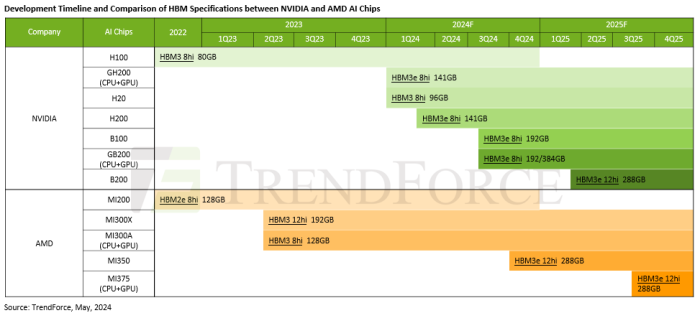 Development Timeline and Comparison of HBM Specifications between NVIDIA and AMD AI Chips
Company AI Chips 2022 2023 2024F 2025F
1Q23 2Q23 3Q23 4Q23 1Q24 2Q24 3Q24 4Q24 1Q25 2Q25 3Q25 4Q25
NVIDIA
H100 HBM3 8hi 80GB
GH200 HBM3e 8hi 141GB
(CPU+GPU)
H20 HBM3 8hi 96GB
H200 HBM3e 8hi 141GB
B100 HBM3e 8hi 192GB
GB200 HBM3e 8hi 192/384GB
(CPU+GPU)
B200 HBM3e 12hi 288GB
TRENDFORCE
AMD
MI200 HBM2e 8hi 128GB
MI300X HBM3 12hi 192GB
MI300A HBM3 8hi 128GB
(CPU+GPU)
MI350 HBM3e 12hi 288GB
MI375 HBM3e 12hi
(CPU+GPU) 288GB
Source: TrendForce, May, 2024